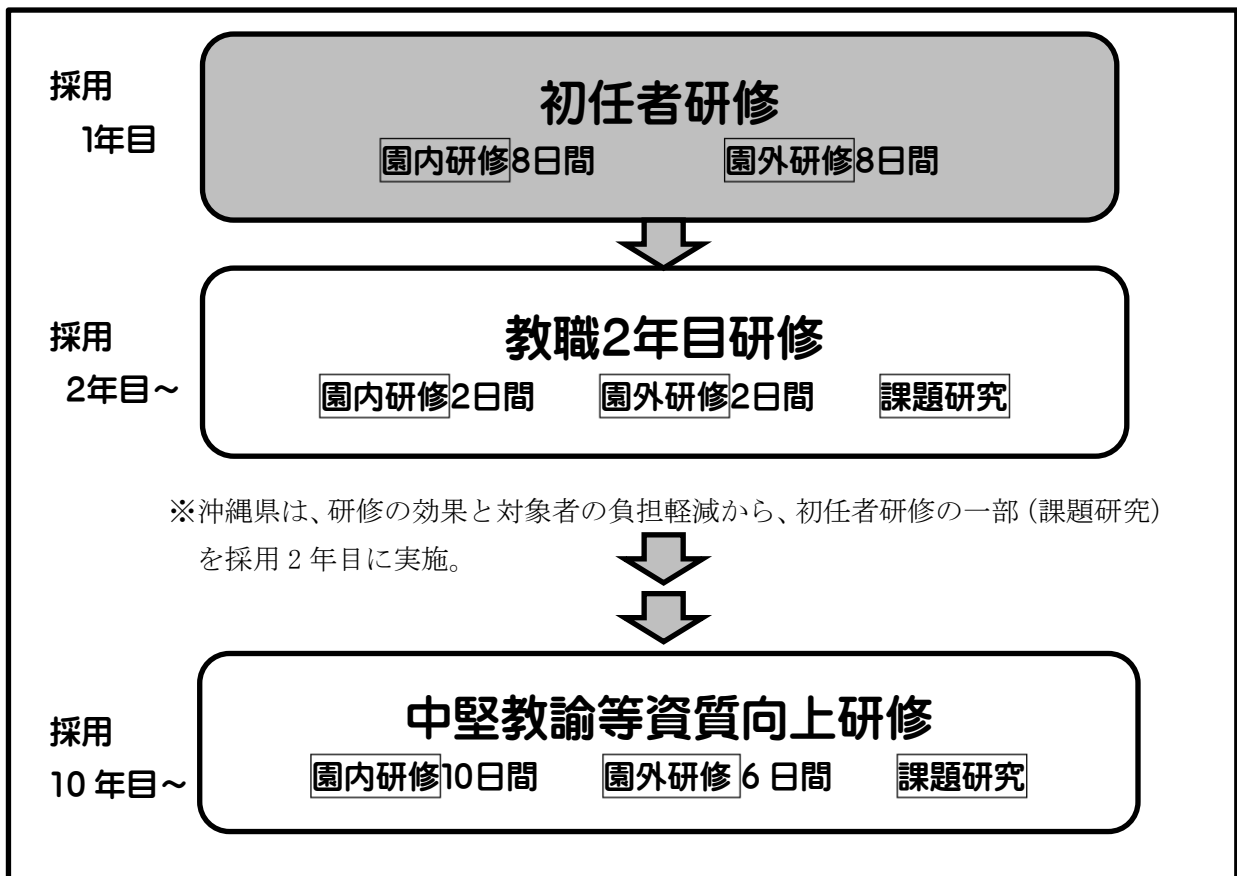 採用
1年目
初任者研修
園内研修8日間 園外研修8日間
採用
2年目～
教職2年目研修
園内研修2日間 園外研修2日間 課題研究
※沖縄県は、研修の効果と対象者の負担軽減から、初任者研修の一部（課題研究）
を採用2年目に実施。
採用
10年目～
中堅教諭等資質向上研修
園内研修10日間 園外研修 6日間 課題研究